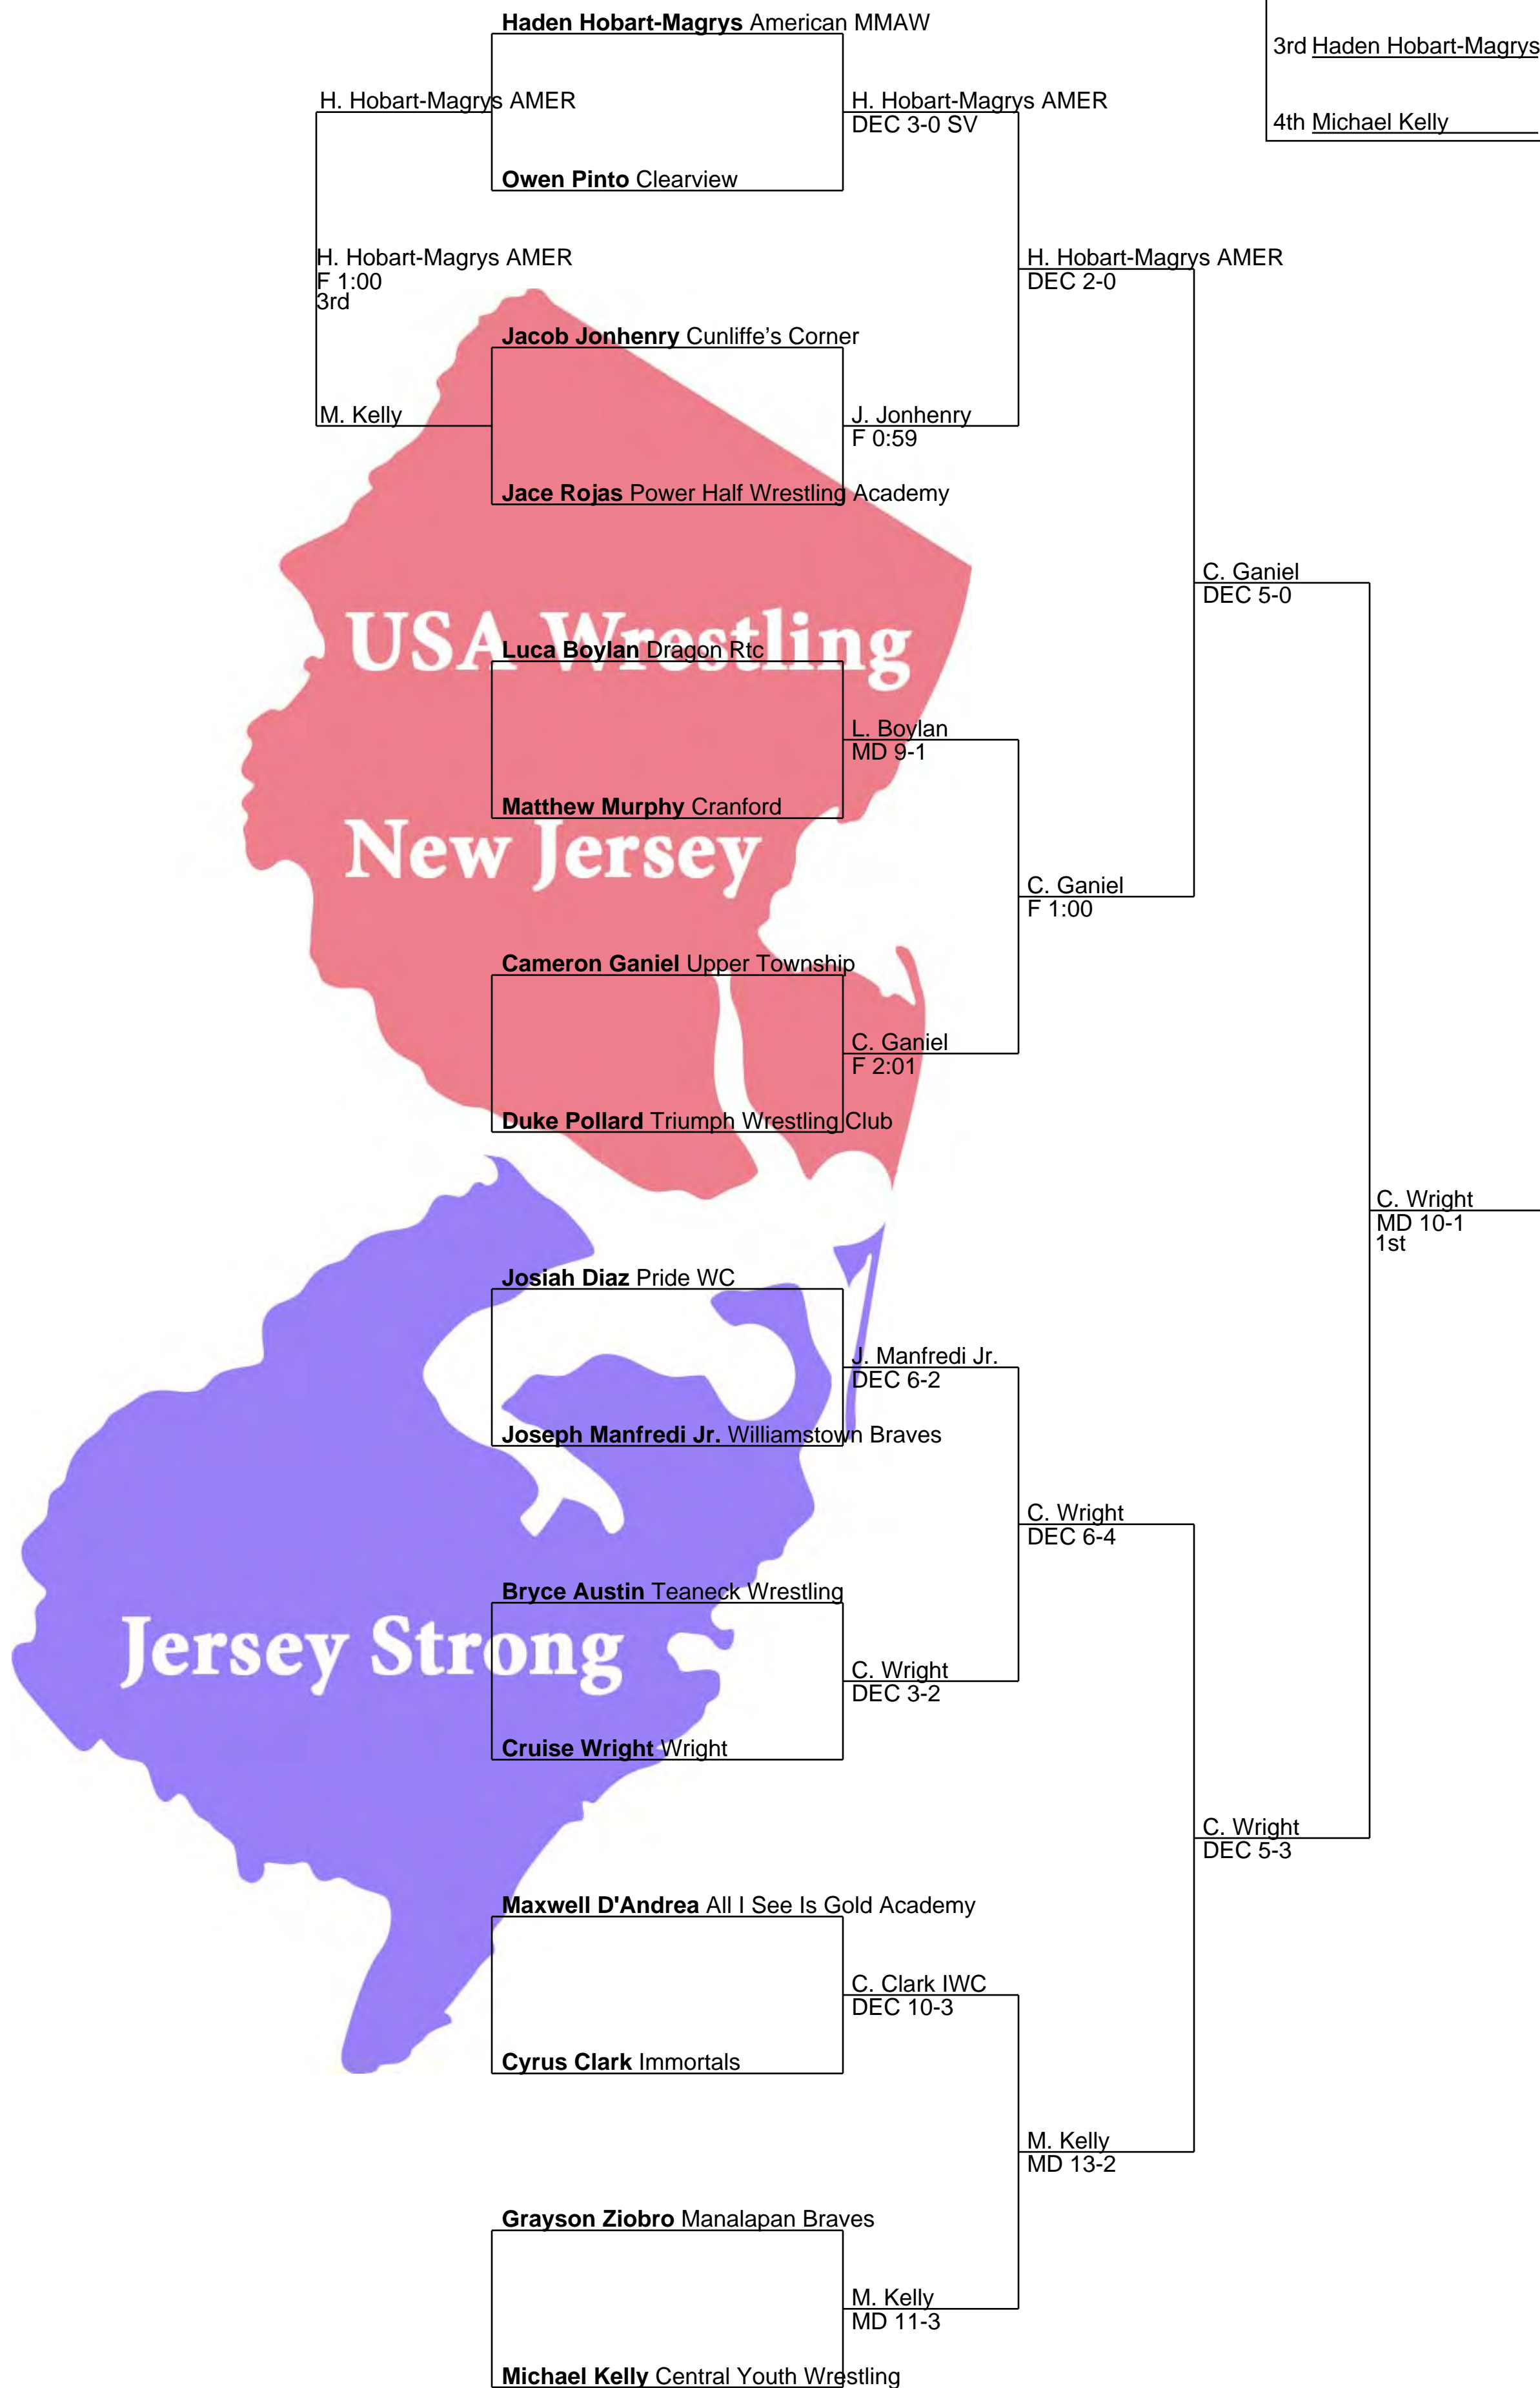 Haden Hobart-Magrys American MMAW
3rd Haden Hobart-Magrys
H. Hobart-Magrys AMER
H. Hobart-Magrys AMER
DEC 3-0 SV
4th Michael Kelly
Owen Pinto Clearview
H. Hobart-Magrys AMER
F 1:00
3rd
H. Hobart-Magrys AMER
DEC 2-0
Jacob Jonhenry Cunliffe's Corner
M. Kelly
J. Jonhenry
F 0:59
Jace Rojas Power Half Wrestling Academy
C. Ganiel
DEC 5-0
USA Wrestling
Luca Boylan Dragon Rtc
L. Boylan
MD 9-1
Matthew Murphy Cranford
New Jersey
C. Ganiel
F 1:00
Cameron Ganiel Upper Township
C. Ganiel
F 2:01
Duke Pollard Triumph Wrestling Club
C. Wright
MD 10-1
1st
Josiah Diaz Pride WC
J. Manfredi Jr.
DEC 6-2
Joseph Manfredi Jr. Williamstown Braves
C. Wright
DEC 6-4
Bryce Austin Teaneck Wrestling
Jersey Strong
C. Wright
DEC 3-2
Cruise Wright Wright
C. Wright
DEC 5-3
Maxwell D'Andrea All I See Is Gold Academy
C. Clark IWC
DEC 10-3
Cyrus Clark Immortals
M. Kelly
MD 13-2
Grayson Ziobro Manalapan Braves
M. Kelly
MD 11-3
Michael Kelly Central Youth Wrestling